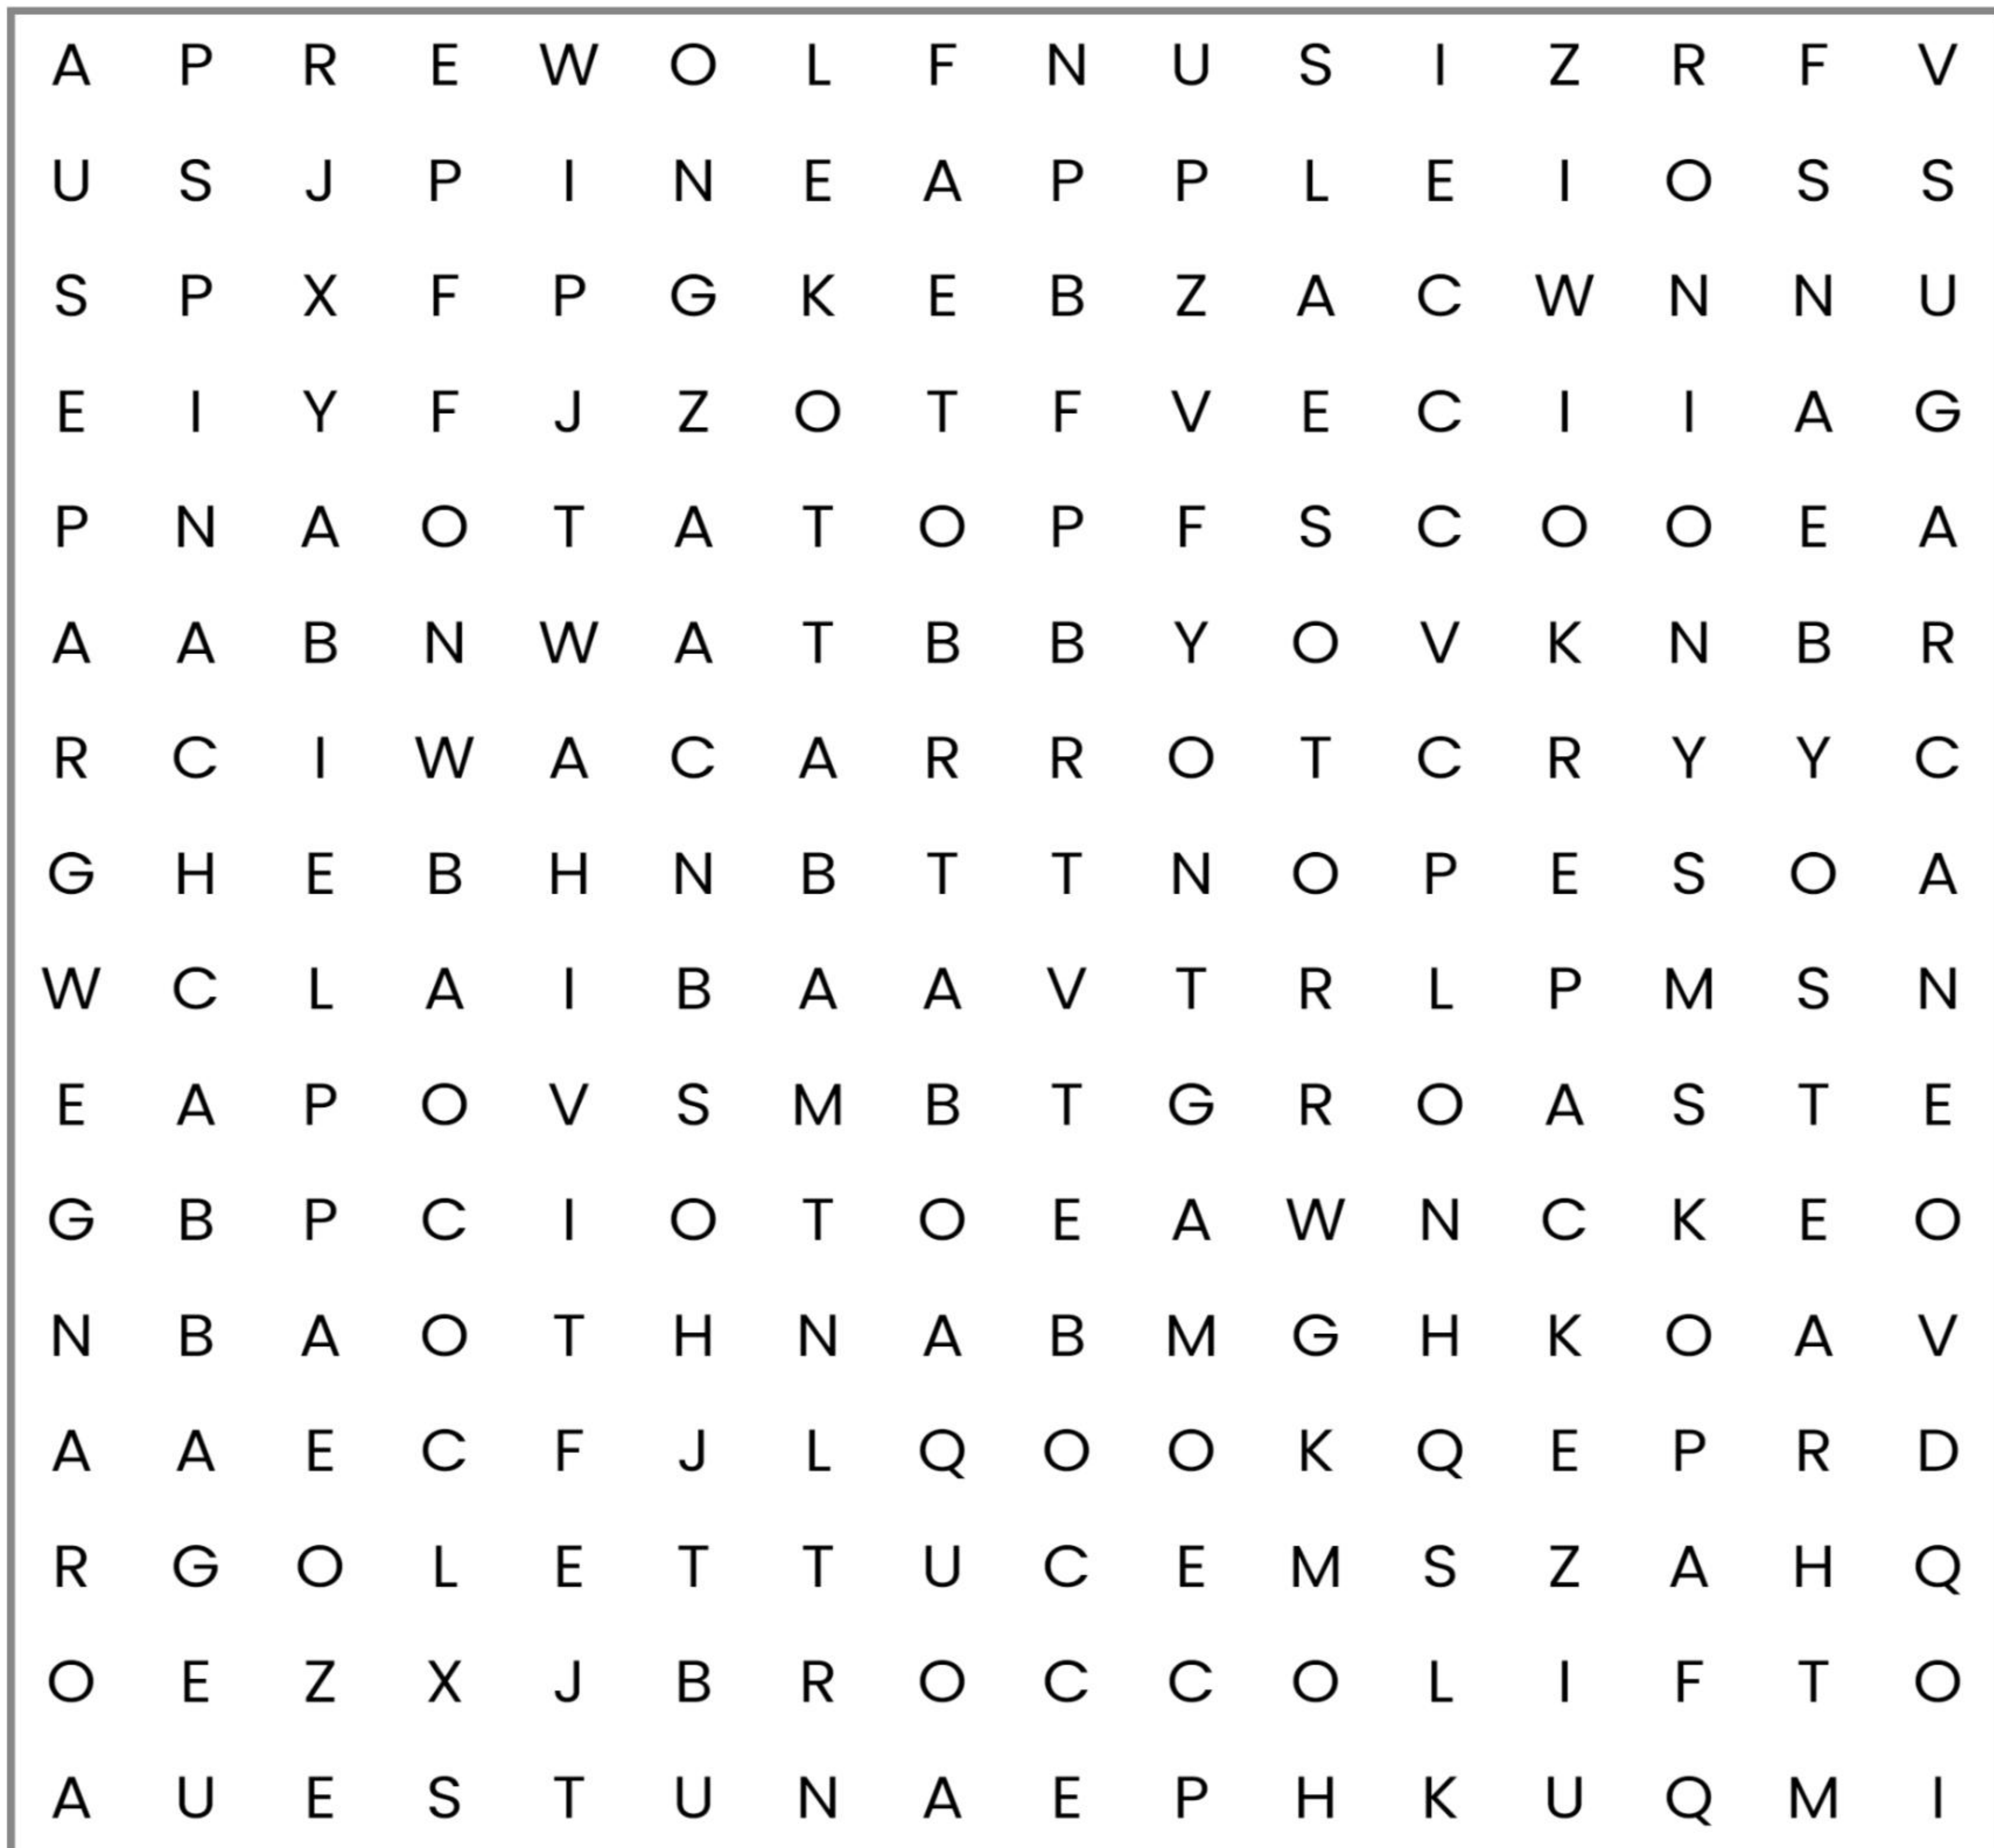 A P R E W O L F N U S I Z R F V
U S J P I N E A P P L E I O S S
S P X F P G K E B Z A C W N N U
E I Y F J Z O T F V E C I I A G
P N A O T A T O P F S C O O E A
A A B N W A T B B Y O V K N B R
R C I W A C A R R O T C R Y Y C
G H E B H N B T T N O P E S O A
W C L A I B A A V T R L P M S N
E A P O V S M B T G R O A S T E
G B P C I O T O E A W N C K E O
N B A O T H N A B M G H K O A V
A A E C F J L Q O O K Q E P R D
R G O L E T T U C E M S Z A H Q
O E Z X J B R O C C O L I F T O
A U E S T U N A E P H K U Q M I